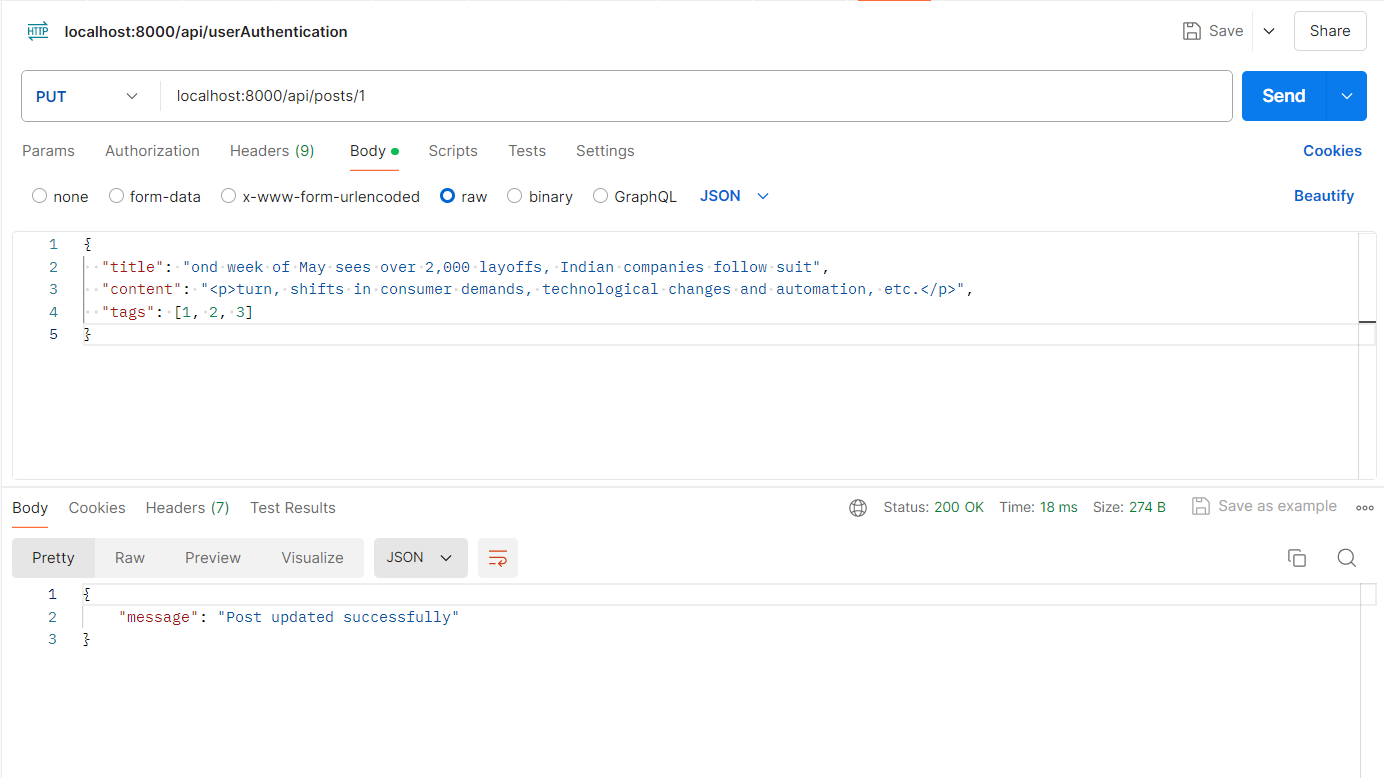 HTTP localhost:8000/api/userAuthentication Save Share
PUT localhost:8000/api/posts/1 Send
Params Authorization Headers (9) Body Scripts Tests Settings Cookies
none form-data x-www-form-urlencoded raw binary GraphQL JSON Beautify
1 {
2 "title": "ond week of May sees over 2,000 layoffs, Indian companies follow suit",
3 "content": "<p>turn, shifts in consumer demands, technological changes and automation, etc.</p>",
4 "tags": [1, 2, 3]
5 }
Body Cookies Headers (7) Test Results Status: 200 OK Time: 18 ms Size: 274 B Save as example
Pretty Raw Preview Visualize JSON
1 {
2 "message": "Post updated successfully"
3 }